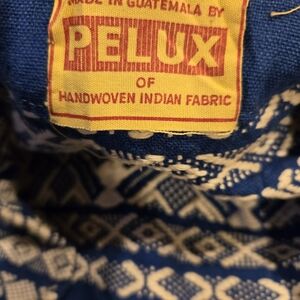 MADE IN GUATEMALA BY
PELUX
OF
HANDWOVEN INDIAN FABRIC